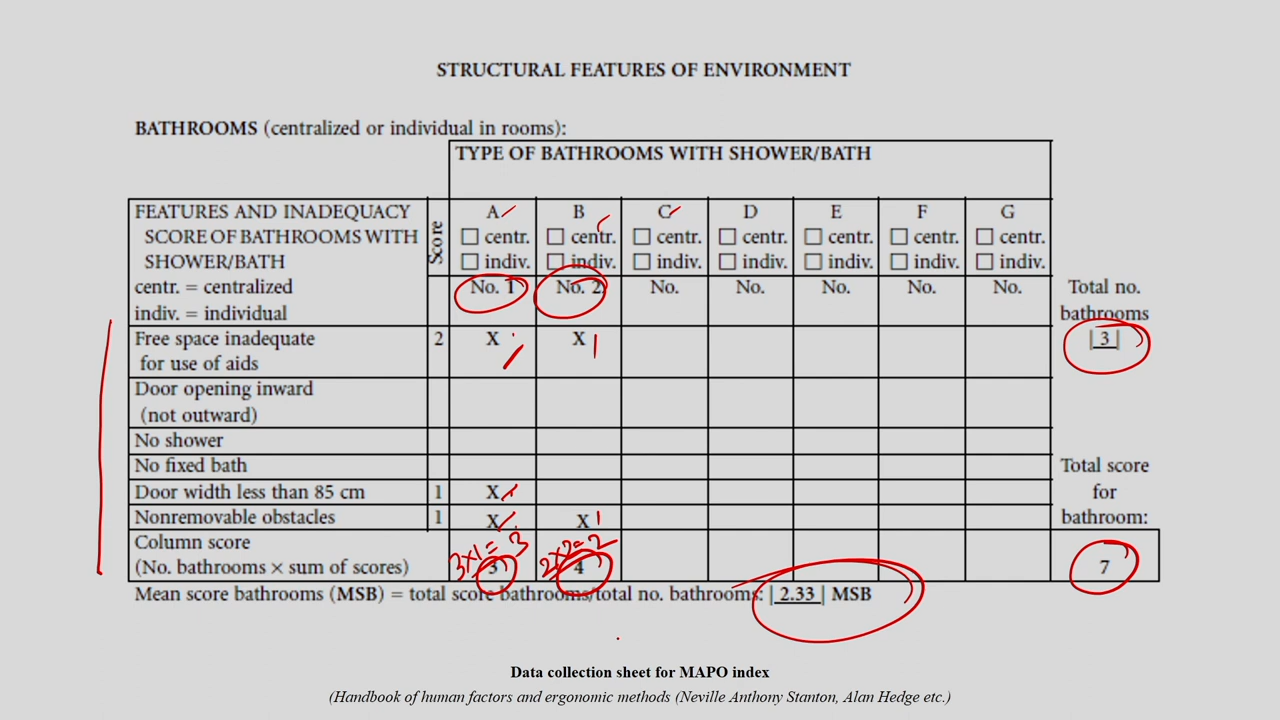 STRUCTURAL FEATURES OF ENVIRONMENT
BATHROOMS (centralized or individual in rooms):
TYPE OF BATHROOMS WITH SHOWER/BATH
FEATURES AND INADEQUACY SCORE OF BATHROOMS WITH SHOWER/BATH
centr. = centralized
indiv. = individual
Score
A B C D E F G
centr. centr. centr. centr. centr. centr. centr.
indiv. indiv. indiv. indiv. indiv. indiv. indiv.
No. 1 No. 2 No. No. No. No. No.
Total no. bathrooms
|3|
Free space inadequate for use of aids 2 X X
Door opening inward (not outward)
No shower
No fixed bath
Door width less than 85 cm 1 X
Nonremovable obstacles 1 X X
Total score for bathroom:
3×1=3 2×2=2
Column score (No. bathrooms × sum of scores) 3 4 7
Mean score bathrooms (MSB) = total score bathrooms/total no. bathrooms: |2.33| MSB
Data collection sheet for MAPO index
(Handbook of human factors and ergonomic methods (Neville Anthony Stanton, Alan Hedge etc.)